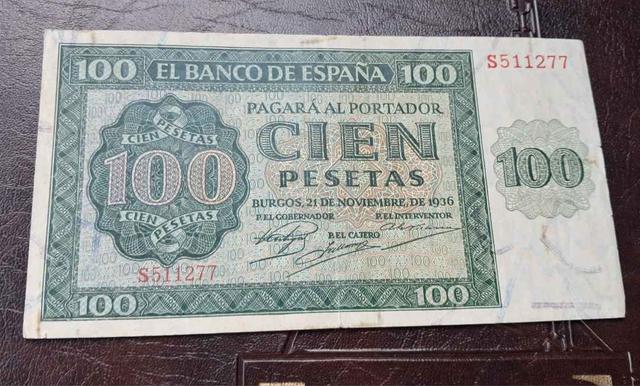 100 EL BANCO DE ESPAÑA 100
S511277
PAGARÁ AL PORTADOR
CIEN
PESETAS
BURGOS, 21 DE NOVIEMBRE, DE 1936
P. EL GOBERNADOR P. EL INTERVENTOR
P. EL CAJERO
PESETAS
CIEN PESETAS
100
CIEN PESETAS
100
S511277
100 100